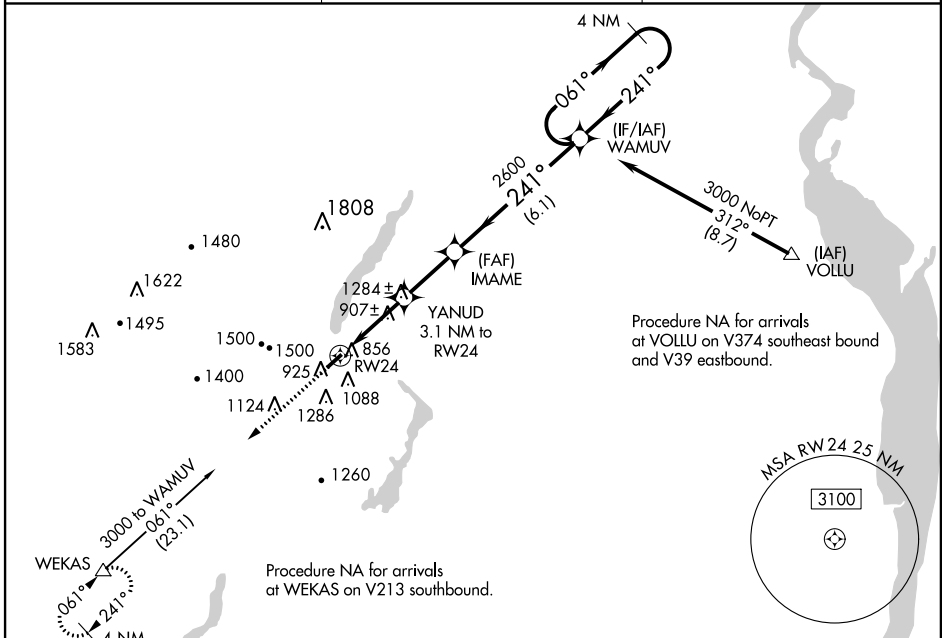 4 NM
061°
241°
(IF/IAF)
WAMUV
2600
241°
(6.1)
3000 NoPT
312°
(8.7)
(IAF)
VOLLU
1808
1480
(FAF)
IMAME
1622
1284±
907±
YANUD
3.1 NM to
RW24
1495
1583
Procedure NA for arrivals
at VOLLU on V374 southeast bound
and V39 eastbound.
1500
1500
856
RW24
925
1400
1088
1124
1286
MSA RW24 25 NM
3100
1260
3000 to WAMUV
061°
(23.1)
WEKAS
Procedure NA for arrivals
at WEKAS on V213 southbound.
061°
241°
4 NM